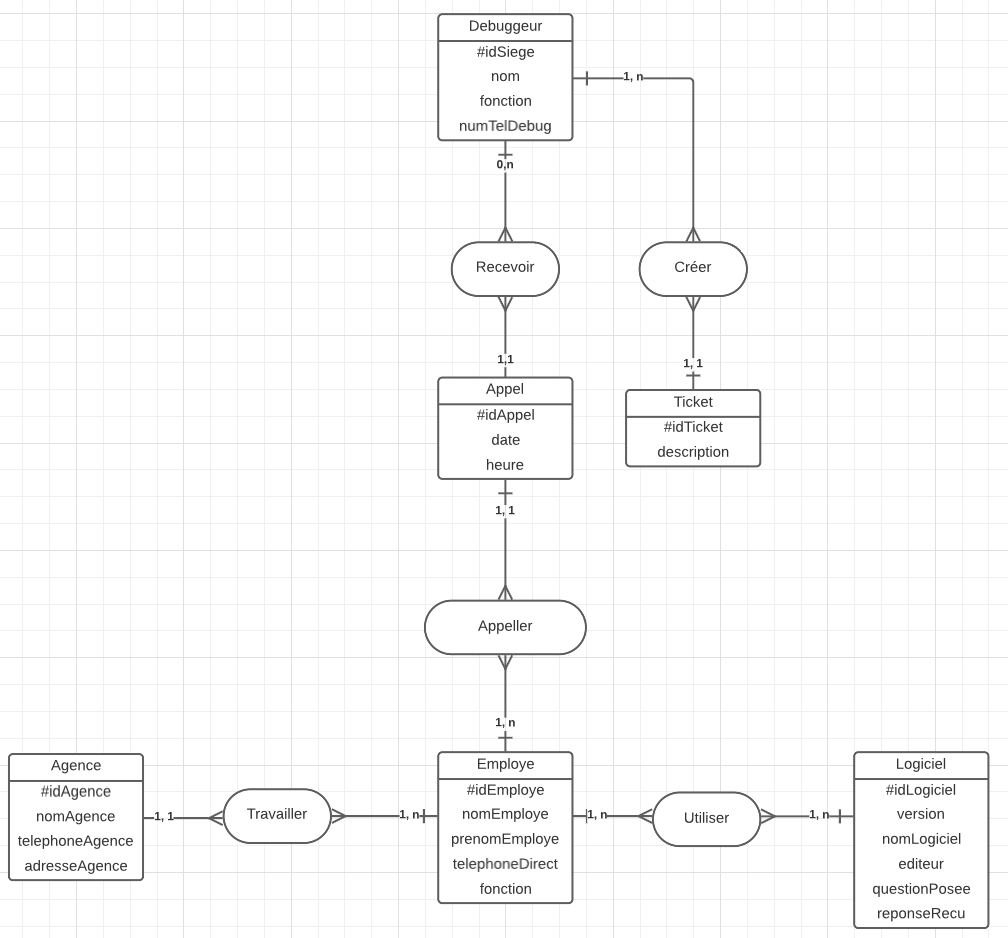 Debuggeur
#idSiege
nom
fonction
numTelDebug
1, n
0,n
Recevoir
Créer
1,1
1, 1
Appel
#idAppel
date
heure
Ticket
#idTicket
description
1, 1
Appeller
1, n
Agence
#idAgence
nomAgence
telephoneAgence
adresseAgence
1, 1
Travailler
1, n
Employe
#idEmploye
nomEmploye
prenomEmploye
telephoneDirect
fonction
1, n
Utiliser
1, n
Logiciel
#idLogiciel
version
nomLogiciel
editeur
questionPosee
reponseRecu